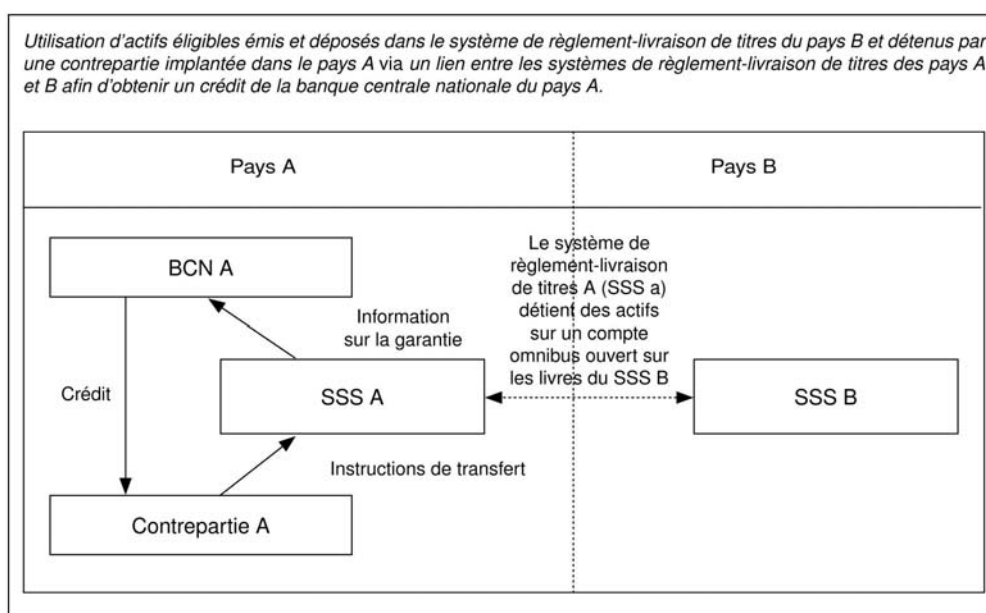 Utilisation d'actifs éligibles émis et déposés dans le système de règlement-livraison de titres du pays B et détenus par
une contrepartie implantée dans le pays A via un lien entre les systèmes de règlement-livraison de titres des pays A
et B afin d'obtenir un crédit de la banque centrale nationale du pays A.
Pays A
Pays B
BCN A
Information
sur la garantie
Crédit
SSS A
Instructions de transfert
Contrepartie A
Le système de
règlement-livraison
de titres A (SSS a)
détient des actifs
sur un compte
omnibus ouvert sur
les livres du SSS B
SSS B